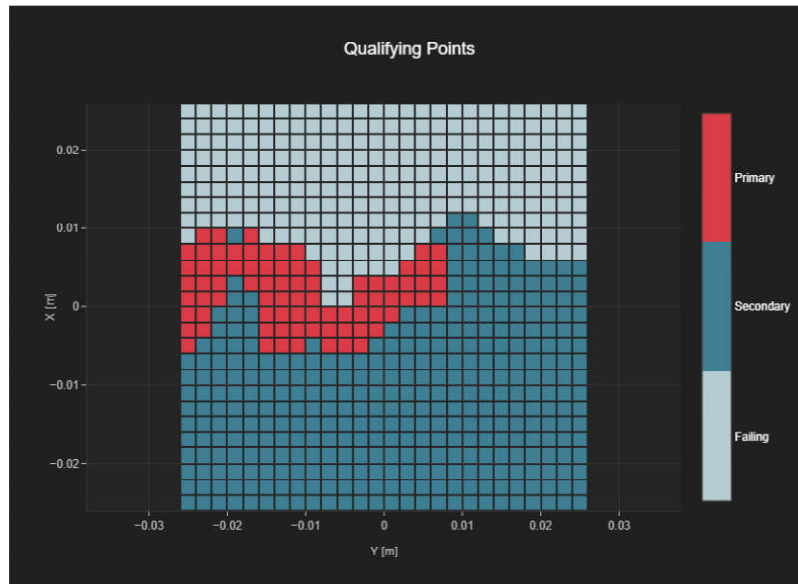 Qualifying Points
Primary
Secondary
Failing
0.02
0.01
0
−0.01
−0.02
X [m]
−0.03
−0.02
−0.01
0
0.01
0.02
0.03
Y [m]